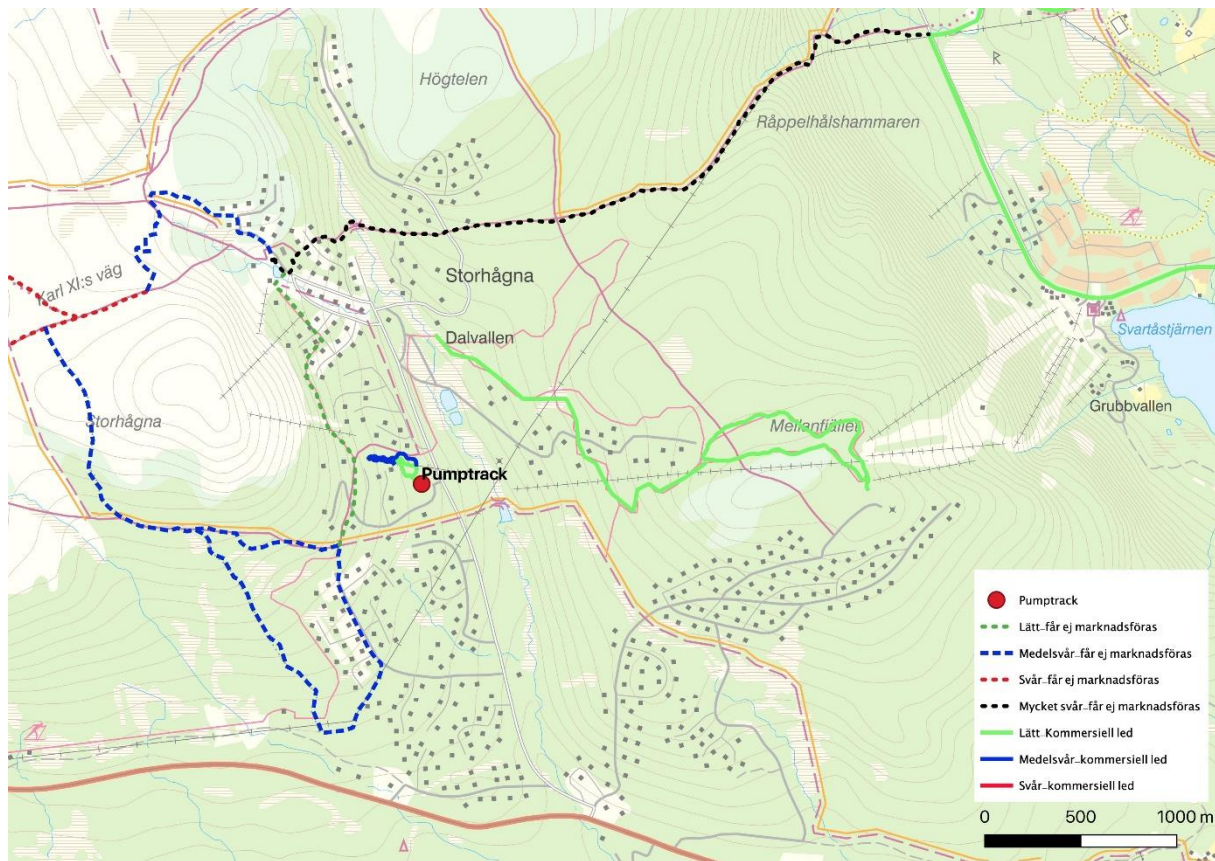 Högtelen
Råppelhålshammaren
R
Karl XI:s väg
Storhågna
Dalvallen
Svartåstjärnen
Grubbvallen
Storhågna
Mellanfjället
Pumptrack
Pumptrack
Lätt-får ej marknadsföras
Medelsvår-får ej marknadsföras
Svår-får ej marknadsföras
Mycket svår-får ej marknadsföras
Lätt-Kommersiell led
Medelsvår-kommersiell led
Svår-kommersiell led
0 500 1000 m